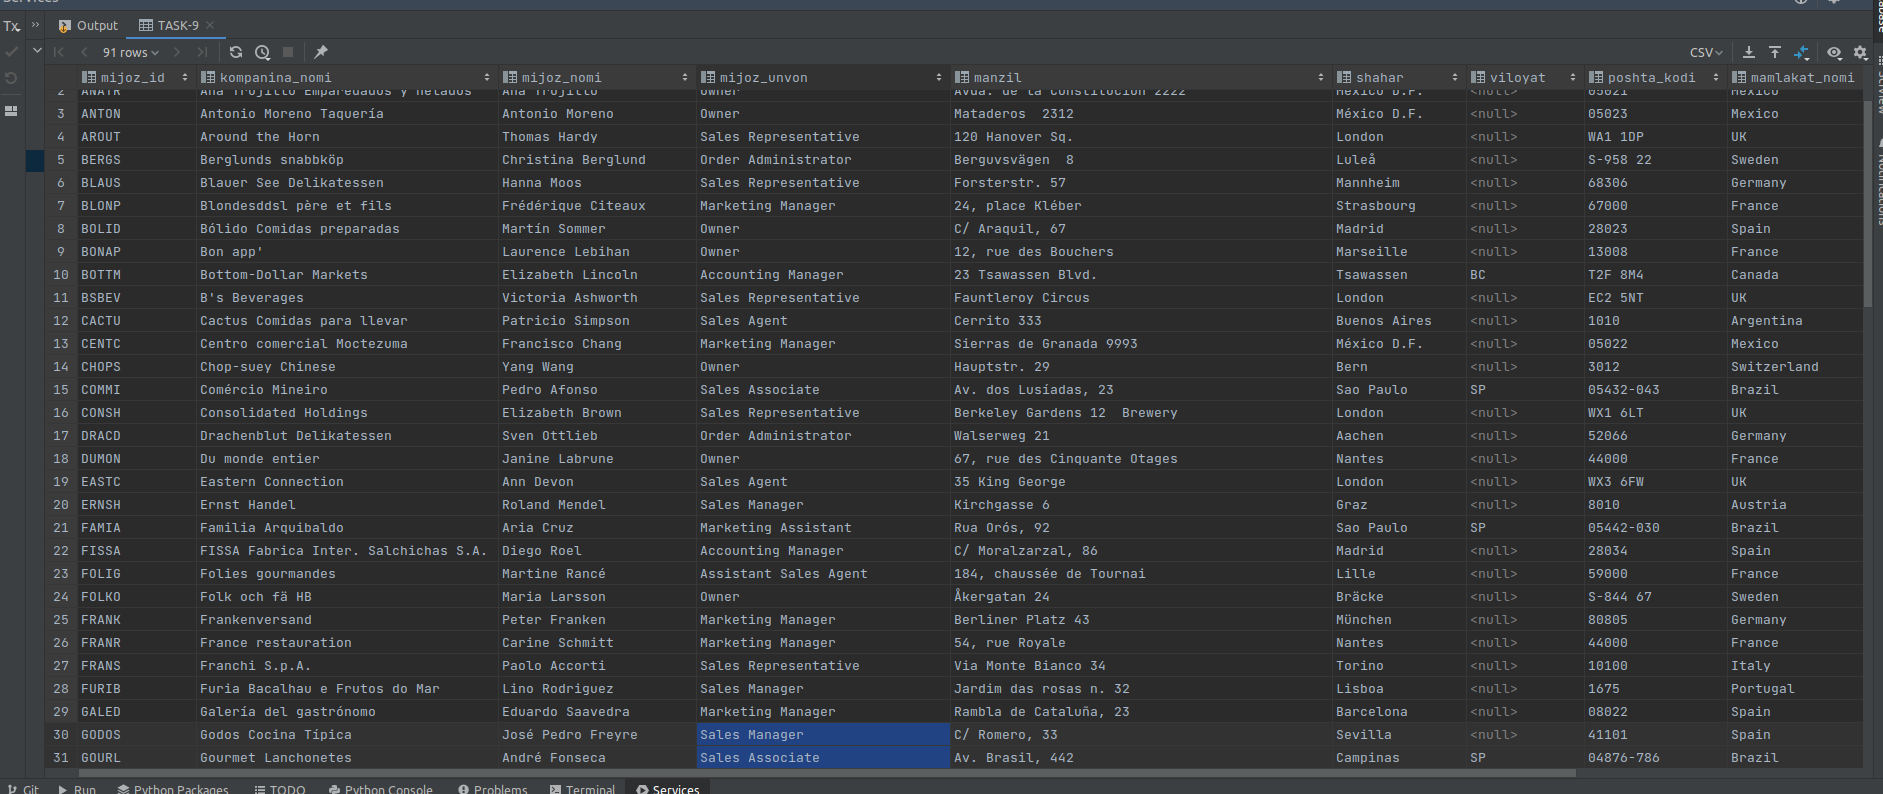 Services
Tx
Output TASK-9
91 rows CSV
mijoz_id kompanina_nomi mijoz_nomi mijoz_unvon manzil shahar viloyat poshta_kodi mamlakat_nomi
2 ANATR Ana Trujillo Emparedados y helados Ana Trujillo Owner Avda. de la Constitución 2222 México D.F. <null> 05021 Mexico
3 ANTON Antonio Moreno Taquería Antonio Moreno Owner Mataderos  2312 México D.F. <null> 05023 Mexico
4 AROUT Around the Horn Thomas Hardy Sales Representative 120 Hanover Sq. London <null> WA1 1DP UK
5 BERGS Berglunds snabbköp Christina Berglund Order Administrator Berguvsvägen  8 Luleå <null> S-958 22 Sweden
6 BLAUS Blauer See Delikatessen Hanna Moos Sales Representative Forsterstr. 57 Mannheim <null> 68306 Germany
7 BLONP Blondesddsl père et fils Frédérique Citeaux Marketing Manager 24, place Kléber Strasbourg <null> 67000 France
8 BOLID Bólido Comidas preparadas Martín Sommer Owner C/ Araquil, 67 Madrid <null> 28023 Spain
9 BONAP Bon app' Laurence Lebihan Owner 12, rue des Bouchers Marseille <null> 13008 France
10 BOTTM Bottom-Dollar Markets Elizabeth Lincoln Accounting Manager 23 Tsawassen Blvd. Tsawassen BC T2F 8M4 Canada
11 BSBEV B's Beverages Victoria Ashworth Sales Representative Fauntleroy Circus London <null> EC2 5NT UK
12 CACTU Cactus Comidas para llevar Patricio Simpson Sales Agent Cerrito 333 Buenos Aires <null> 1010 Argentina
13 CENTC Centro comercial Moctezuma Francisco Chang Marketing Manager Sierras de Granada 9993 México D.F. <null> 05022 Mexico
14 CHOPS Chop-suey Chinese Yang Wang Owner Hauptstr. 29 Bern <null> 3012 Switzerland
15 COMMI Comércio Mineiro Pedro Afonso Sales Associate Av. dos Lusíadas, 23 Sao Paulo SP 05432-043 Brazil
16 CONSH Consolidated Holdings Elizabeth Brown Sales Representative Berkeley Gardens 12  Brewery London <null> WX1 6LT UK
17 DRACD Drachenblut Delikatessen Sven Ottlieb Order Administrator Walserweg 21 Aachen <null> 52066 Germany
18 DUMON Du monde entier Janine Labrune Owner 67, rue des Cinquante Otages Nantes <null> 44000 France
19 EASTC Eastern Connection Ann Devon Sales Agent 35 King George London <null> WX3 6FW UK
20 ERNSH Ernst Handel Roland Mendel Sales Manager Kirchgasse 6 Graz <null> 8010 Austria
21 FAMIA Familia Arquibaldo Aria Cruz Marketing Assistant Rua Orós, 92 Sao Paulo SP 05442-030 Brazil
22 FISSA FISSA Fabrica Inter. Salchichas S.A. Diego Roel Accounting Manager C/ Moralzarzal, 86 Madrid <null> 28034 Spain
23 FOLIG Folies gourmandes Martine Rancé Assistant Sales Agent 184, chaussée de Tournai Lille <null> 59000 France
24 FOLKO Folk och fä HB Maria Larsson Owner Åkergatan 24 Bräcke <null> S-844 67 Sweden
25 FRANK Frankenversand Peter Franken Marketing Manager Berliner Platz 43 München <null> 80805 Germany
26 FRANR France restauration Carine Schmitt Marketing Manager 54, rue Royale Nantes <null> 44000 France
27 FRANS Franchi S.p.A. Paolo Accorti Sales Representative Via Monte Bianco 34 Torino <null> 10100 Italy
28 FURIB Furia Bacalhau e Frutos do Mar Lino Rodriguez Sales Manager Jardim das rosas n. 32 Lisboa <null> 1675 Portugal
29 GALED Galería del gastrónomo Eduardo Saavedra Marketing Manager Rambla de Cataluña, 23 Barcelona <null> 08022 Spain
30 GODOS Godos Cocina Típica José Pedro Freyre Sales Manager C/ Romero, 33 Sevilla <null> 41101 Spain
31 GOURL Gourmet Lanchonetes André Fonseca Sales Associate Av. Brasil, 442 Campinas SP 04876-786 Brazil
Git Run Python Packages TODO Python Console Problems Terminal Services
SciView
Notifications